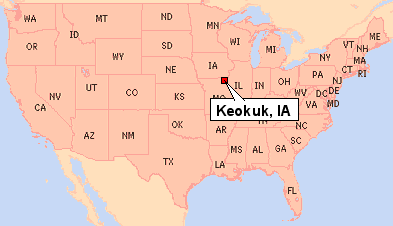 WA
MT
ND
MN
OR
ID
SD
WI
MI
VT
ME
NH
NY
MA
WY
IA
CT
RI
NE
PA
NJ
NV
UT
IL
IN
OH
DE
CA
CO
KS
MO
WV
VA
DC
MD
Keokuk, IA
AZ
NM
OK
AR
TN
NC
SC
TX
MS
AL
GA
LA
FL